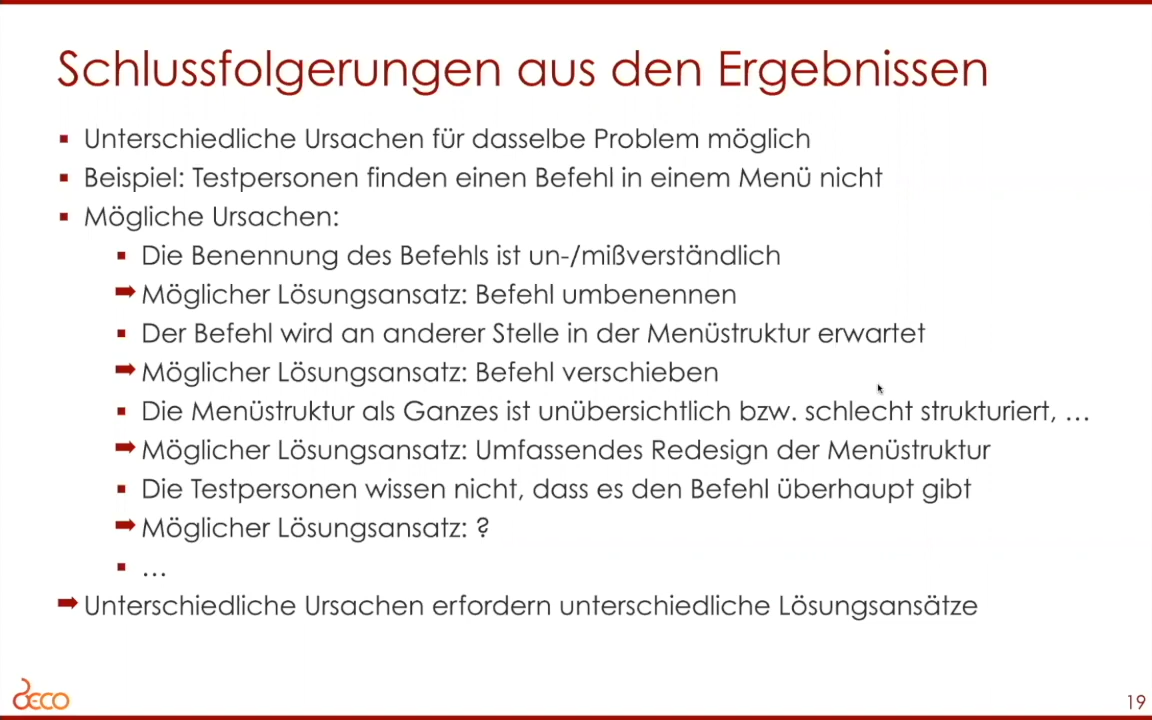 Schlussfolgerungen aus den Ergebnissen
Unterschiedliche Ursachen für dasselbe Problem möglich
Beispiel: Testpersonen finden einen Befehl in einem Menü nicht
Mögliche Ursachen:
Die Benennung des Befehls ist un-/mißverständlich
Möglicher Lösungsansatz: Befehl umbenennen
Der Befehl wird an anderer Stelle in der Menüstruktur erwartet
Möglicher Lösungsansatz: Befehl verschieben
Die Menüstruktur als Ganzes ist unübersichtlich bzw. schlecht strukturiert, …
Möglicher Lösungsansatz: Umfassendes Redesign der Menüstruktur
Die Testpersonen wissen nicht, dass es den Befehl überhaupt gibt
Möglicher Lösungsansatz: ?
…
Unterschiedliche Ursachen erfordern unterschiedliche Lösungsansätze
DECO
19